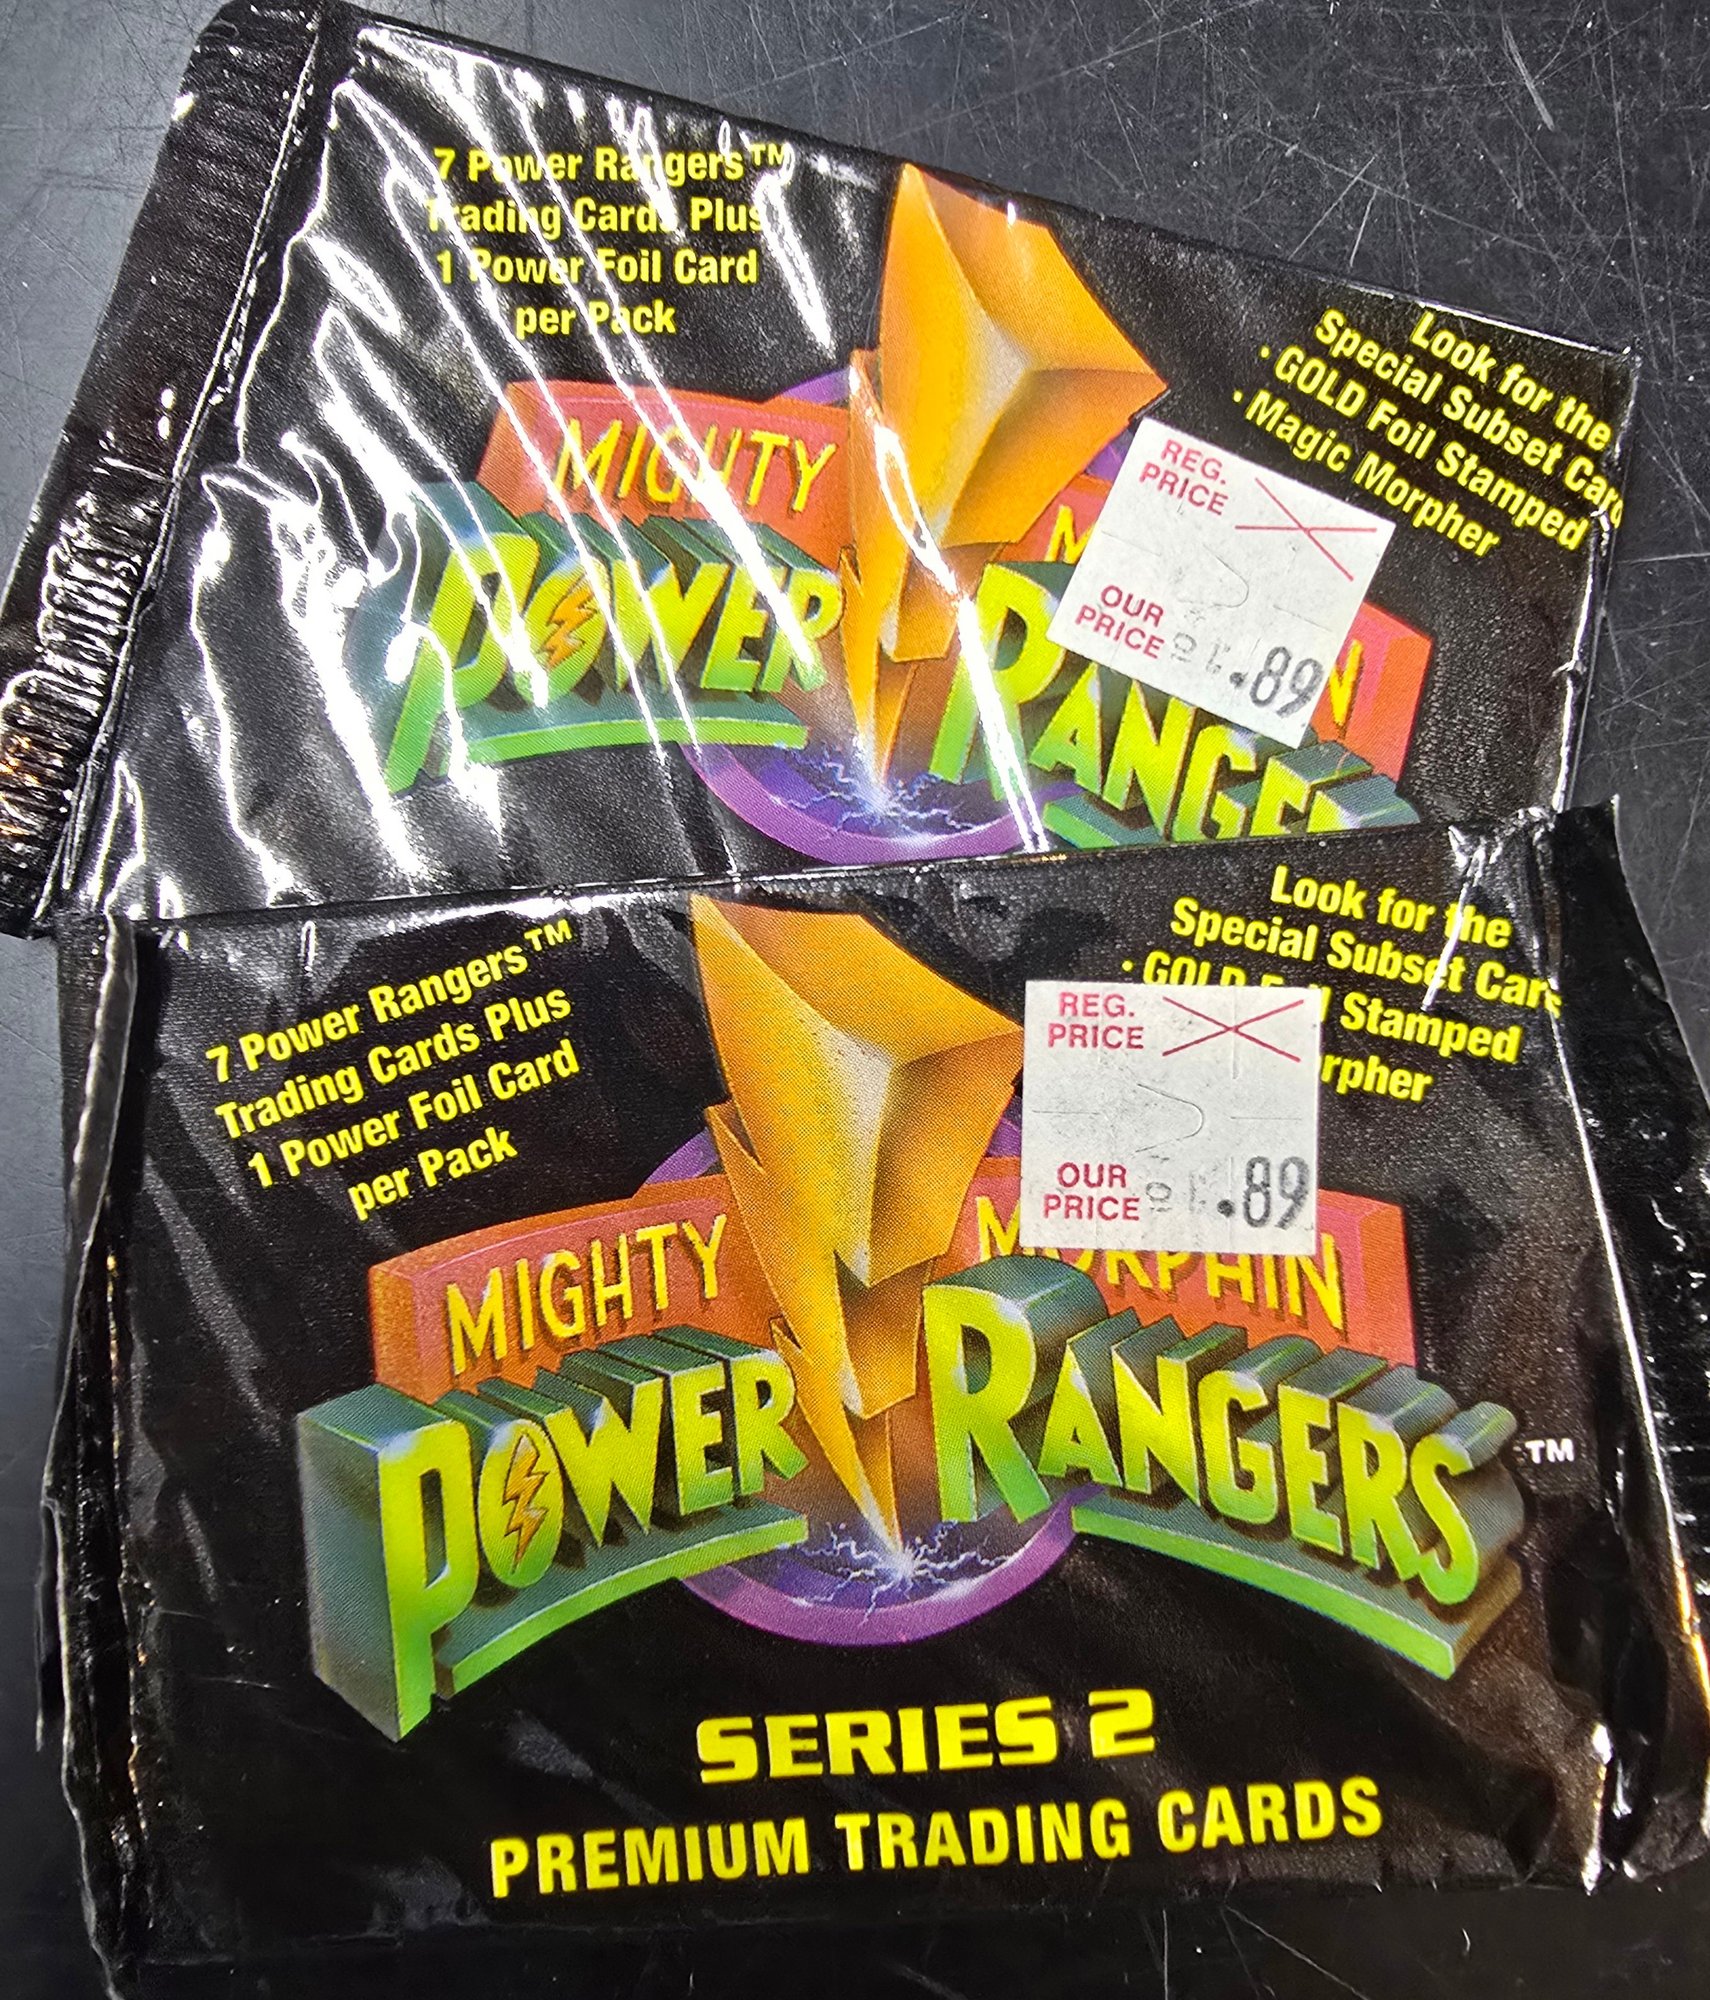 7 Power Rangers™
Trading Cards Plus
1 Power Foil Card
per Pack
Look for the
Special Subset Card
· GOLD Foil Stamped
· Magic Morpher
MIGHTY
POWER
REG.
PRICE
OUR
PRICE .89
7 Power Rangers™
Trading Cards Plus
1 Power Foil Card
per Pack
Look for the
Special Subset Care
· GOLD Foil Stamped
rpher
REG.
PRICE
OUR
PRICE .89
MIGHTY MORPHIN
POWER RANGERS™
SERIES 2
PREMIUM TRADING CARDS